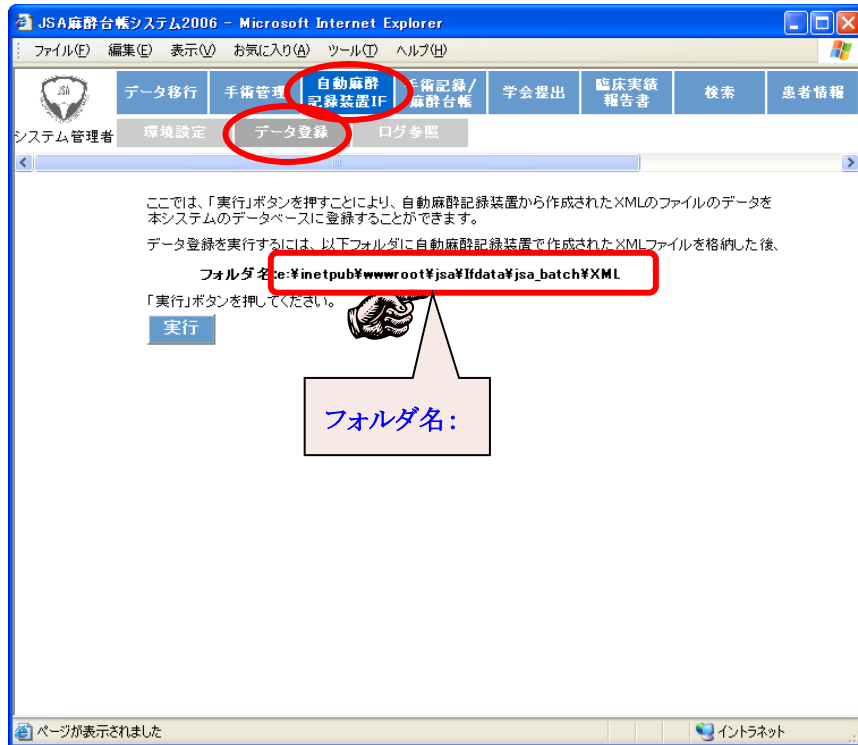 JSA麻酔台帳システム2006 - Microsoft Internet Explorer
ファイル(F) 編集(E) 表示(V) お気に入り(A) ツール(T) ヘルプ(H)
JSA
データ移行 手術管理 自動麻酔記録装置IF 手術記録/麻酔台帳 学会提出 臨床実績報告書 検索 患者情報
システム管理者 環境設定 データ登録 ログ参照
ここでは、「実行」ボタンを押すことにより、自動麻酔記録装置から作成されたXMLのファイルのデータを
本システムのデータベースに登録することができます。
データ登録を実行するには、以下フォルダに自動麻酔記録装置で作成されたXMLファイルを格納した後、
フォルダ名:e:¥inetpub¥wwwroot¥jsa¥Ifdata¥jsa_batch¥XML
「実行」ボタンを押してください。
実行
フォルダ名:
ページが表示されました イントラネット